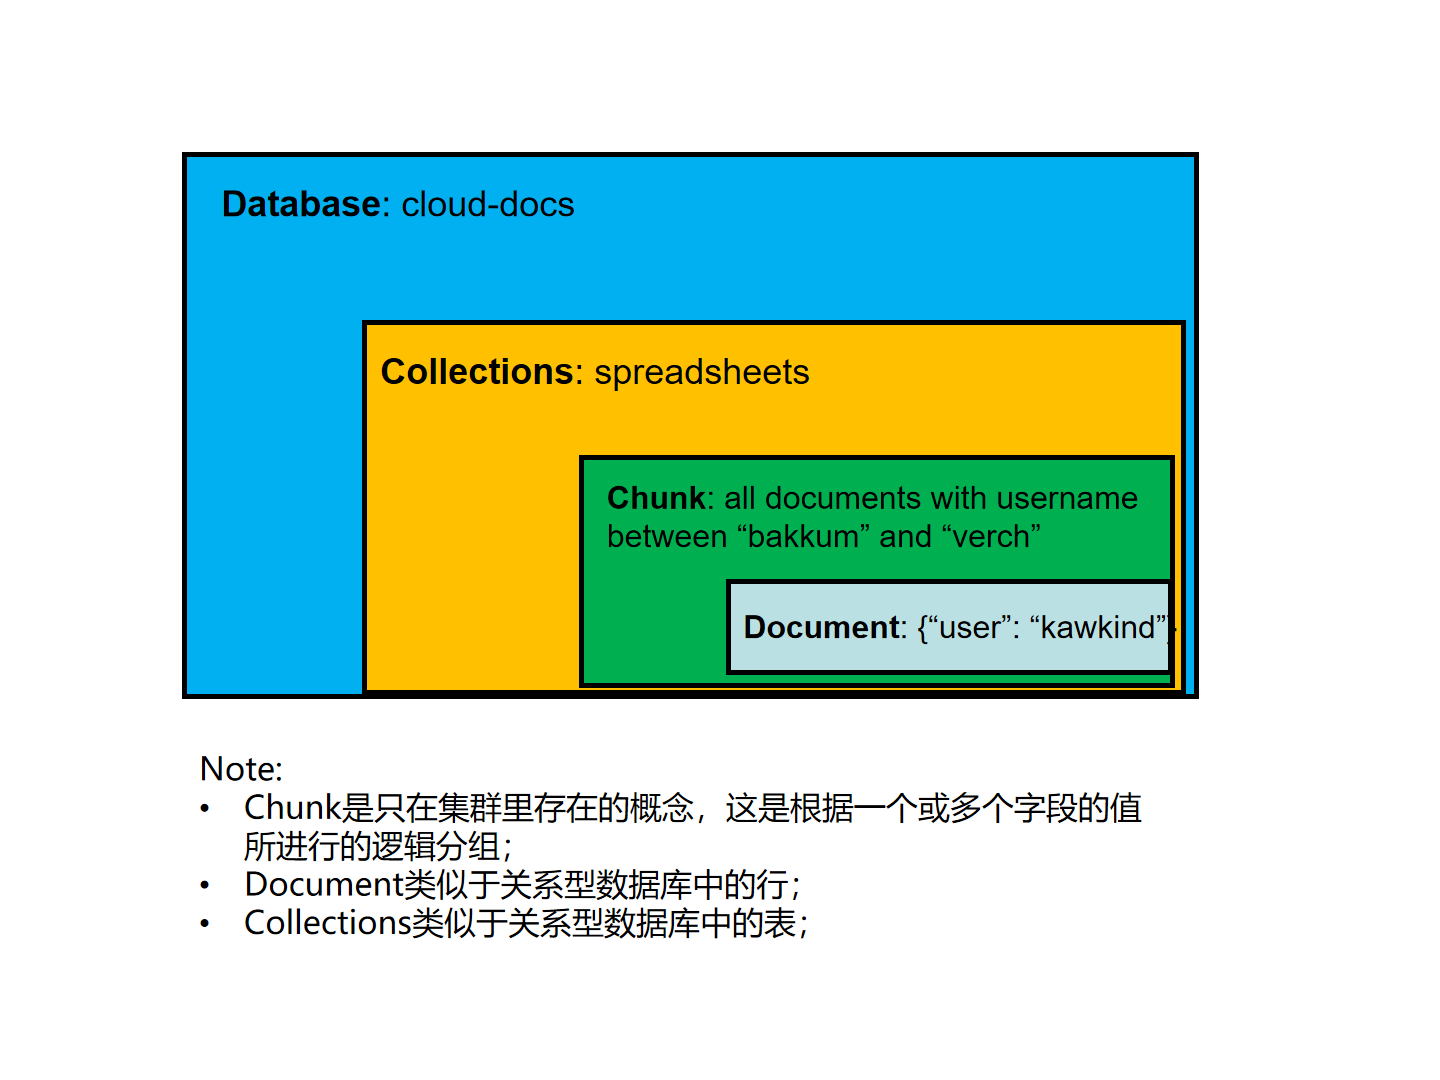 Database: cloud-docs
Collections: spreadsheets
Chunk: all documents with username
between “bakkum” and “verch”
Document: {“user”: “kawkind”}
Note:
• Chunk是只在集群里存在的概念，这是根据一个或多个字段的值
所进行的逻辑分组；
• Document类似于关系型数据库中的行；
• Collections类似于关系型数据库中的表；